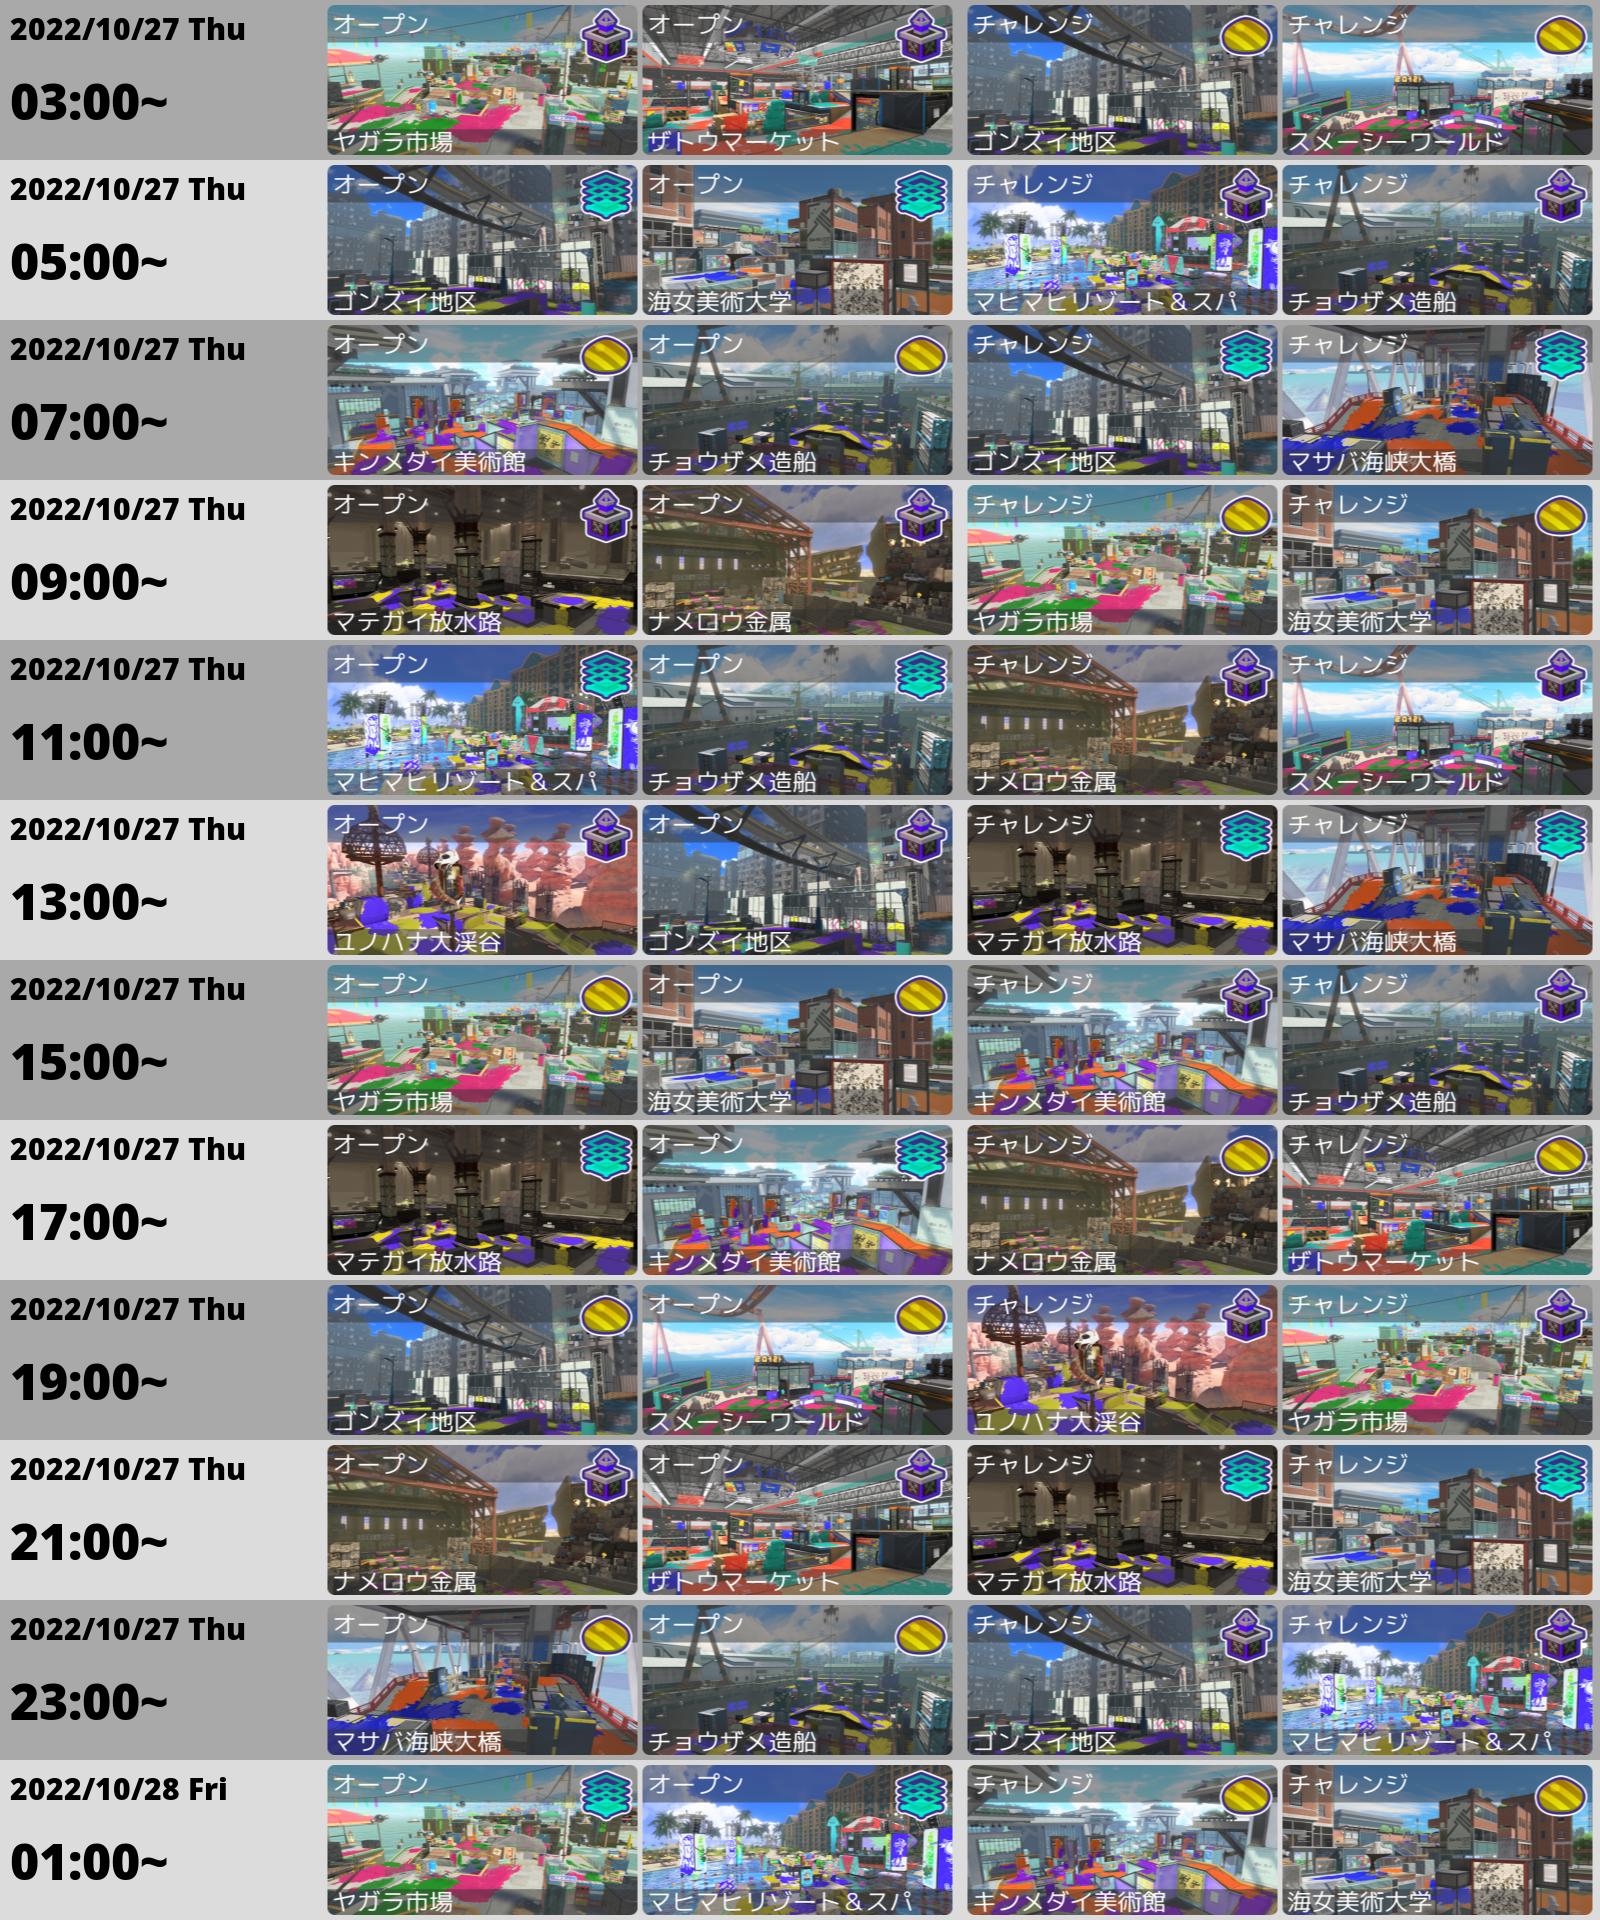 2022/10/27 Thu
03:00~
オープン
ヤガラ市場
オープン
ザトウマーケット
チャレンジ
ゴンズイ地区
チャレンジ
スメーシーワールド
2022/10/27 Thu
05:00~
オープン
ゴンズイ地区
オープン
海女美術大学
チャレンジ
マヒマヒリゾート＆スパ
チャレンジ
チョウザメ造船
2022/10/27 Thu
07:00~
オープン
キンメダイ美術館
オープン
チョウザメ造船
チャレンジ
ゴンズイ地区
チャレンジ
マサバ海峡大橋
2022/10/27 Thu
09:00~
オープン
マテガイ放水路
オープン
ナメロウ金属
チャレンジ
ヤガラ市場
チャレンジ
海女美術大学
2022/10/27 Thu
11:00~
オープン
マヒマヒリゾート＆スパ
オープン
チョウザメ造船
チャレンジ
ナメロウ金属
チャレンジ
スメーシーワールド
2022/10/27 Thu
13:00~
オープン
ユノハナ大渓谷
オープン
ゴンズイ地区
チャレンジ
マテガイ放水路
チャレンジ
マサバ海峡大橋
2022/10/27 Thu
15:00~
オープン
ヤガラ市場
オープン
海女美術大学
チャレンジ
キンメダイ美術館
チャレンジ
チョウザメ造船
2022/10/27 Thu
17:00~
オープン
マテガイ放水路
オープン
キンメダイ美術館
チャレンジ
ナメロウ金属
チャレンジ
ザトウマーケット
2022/10/27 Thu
19:00~
オープン
ゴンズイ地区
オープン
スメーシーワールド
チャレンジ
ユノハナ大渓谷
チャレンジ
ヤガラ市場
2022/10/27 Thu
21:00~
オープン
ナメロウ金属
オープン
ザトウマーケット
チャレンジ
マテガイ放水路
チャレンジ
海女美術大学
2022/10/27 Thu
23:00~
オープン
マサバ海峡大橋
オープン
チョウザメ造船
チャレンジ
ゴンズイ地区
チャレンジ
マヒマヒリゾート＆スパ
2022/10/28 Fri
01:00~
オープン
ヤガラ市場
オープン
マヒマヒリゾート＆スパ
チャレンジ
キンメダイ美術館
チャレンジ
海女美術大学